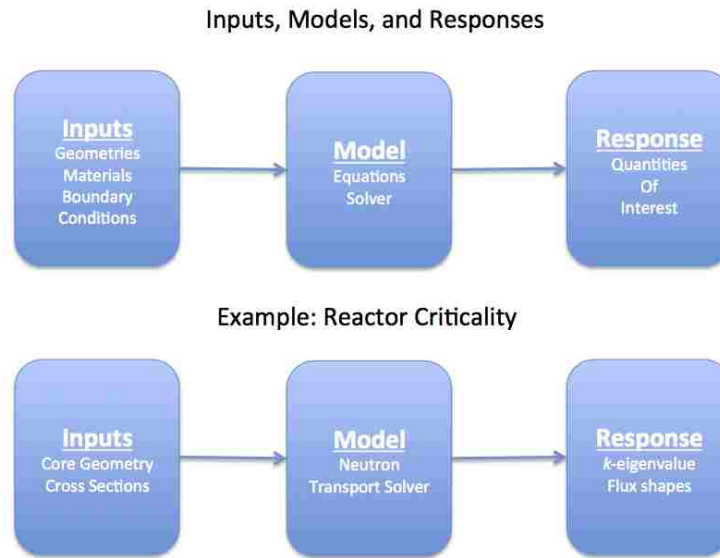 Inputs, Models, and Responses
Inputs
Geometries
Materials
Boundary
Conditions
Model
Equations
Solver
Response
Quantities
Of
Interest
Example: Reactor Criticality
Inputs
Core Geometry
Cross Sections
Model
Neutron
Transport Solver
Response
k-eigenvalue
Flux shapes